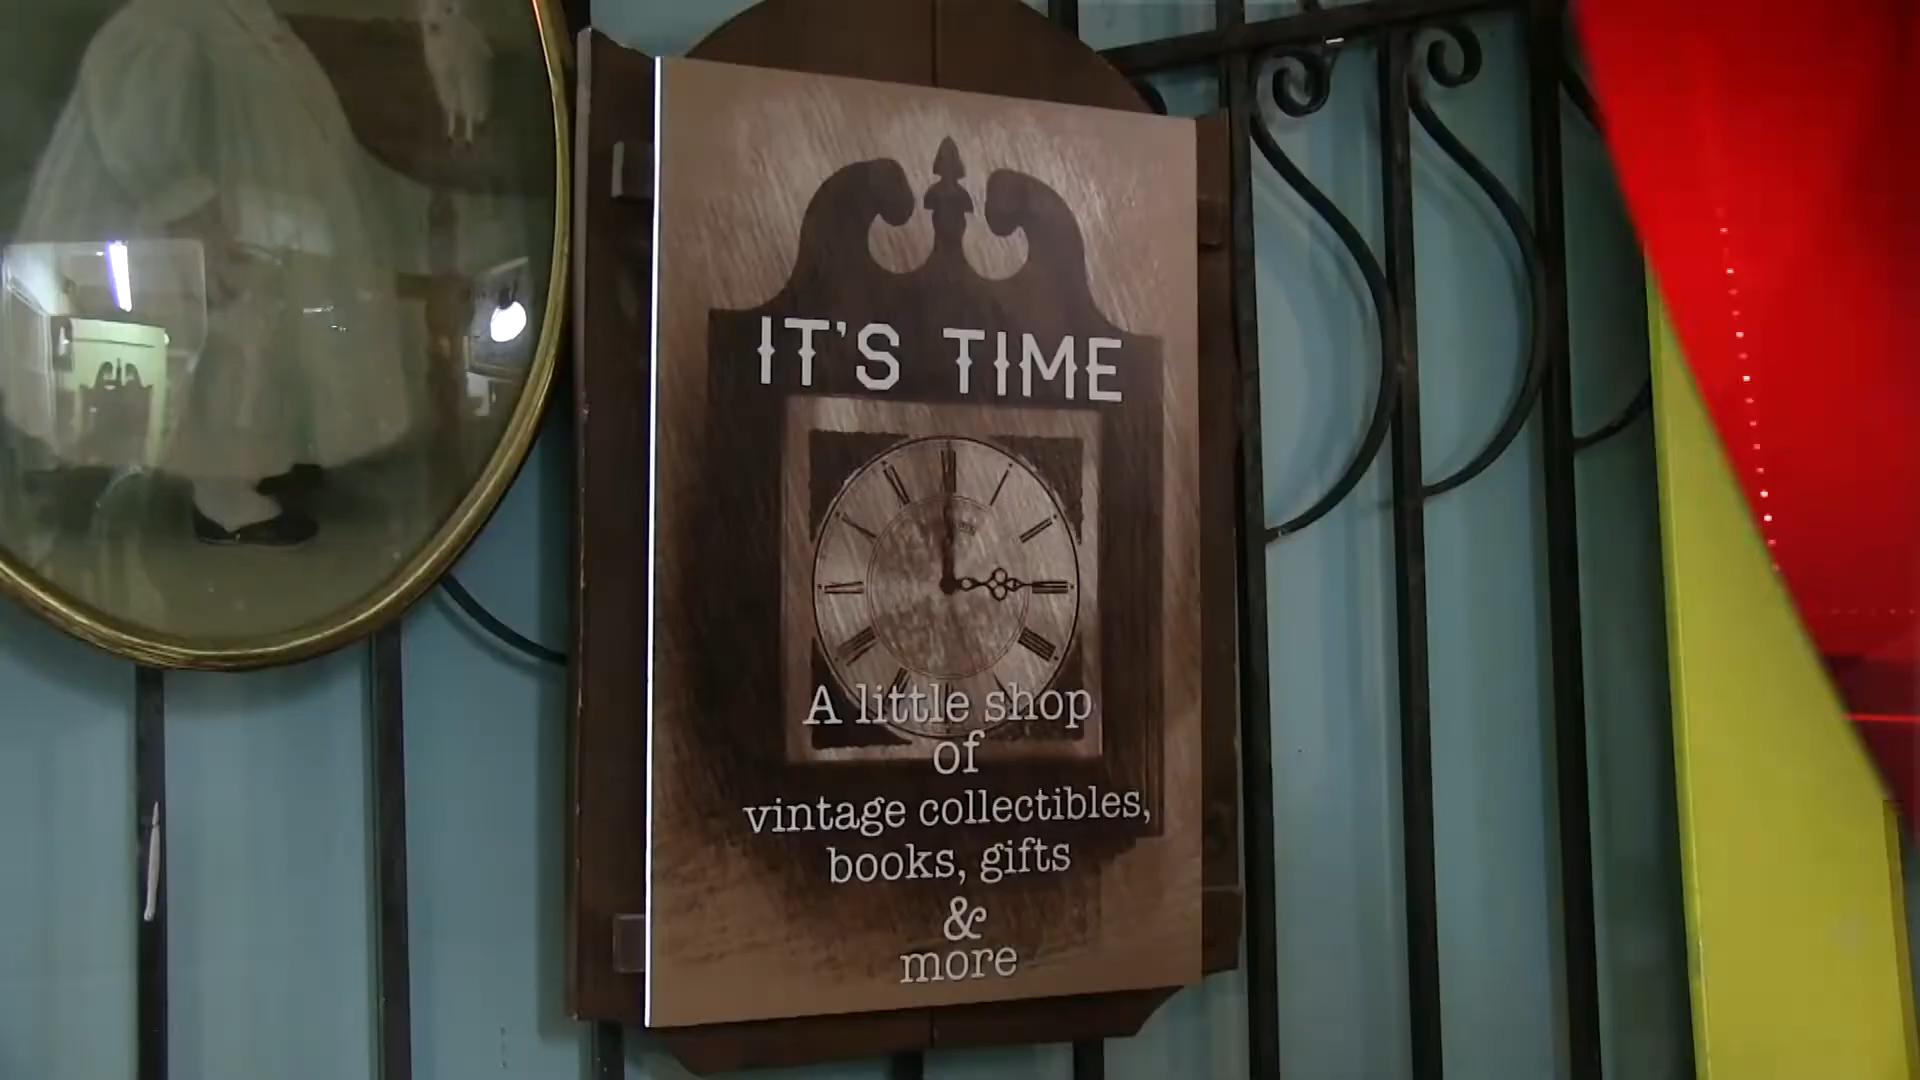 IT'S TIME
A little shop
of
vintage collectibles,
books, gifts
&
more